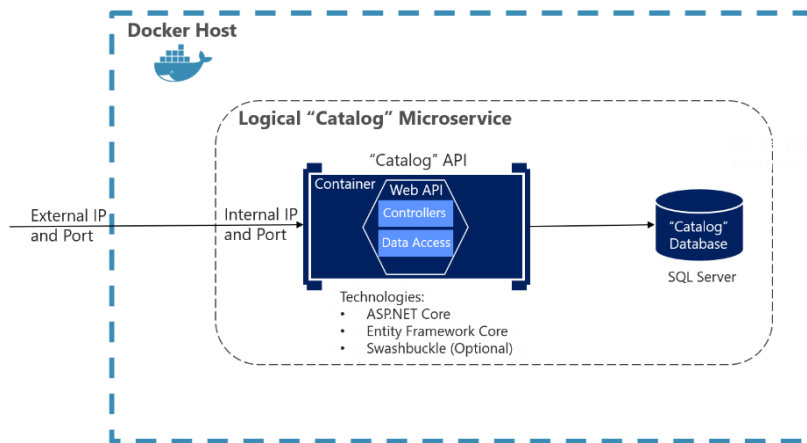 Docker Host
Logical “Catalog” Microservice
“Catalog” API
Container
Web API
Controllers
Data Access
External IP
and Port
Internal IP
and Port
“Catalog”
Database
SQL Server
Technologies:
• ASP.NET Core
• Entity Framework Core
• Swashbuckle (Optional)